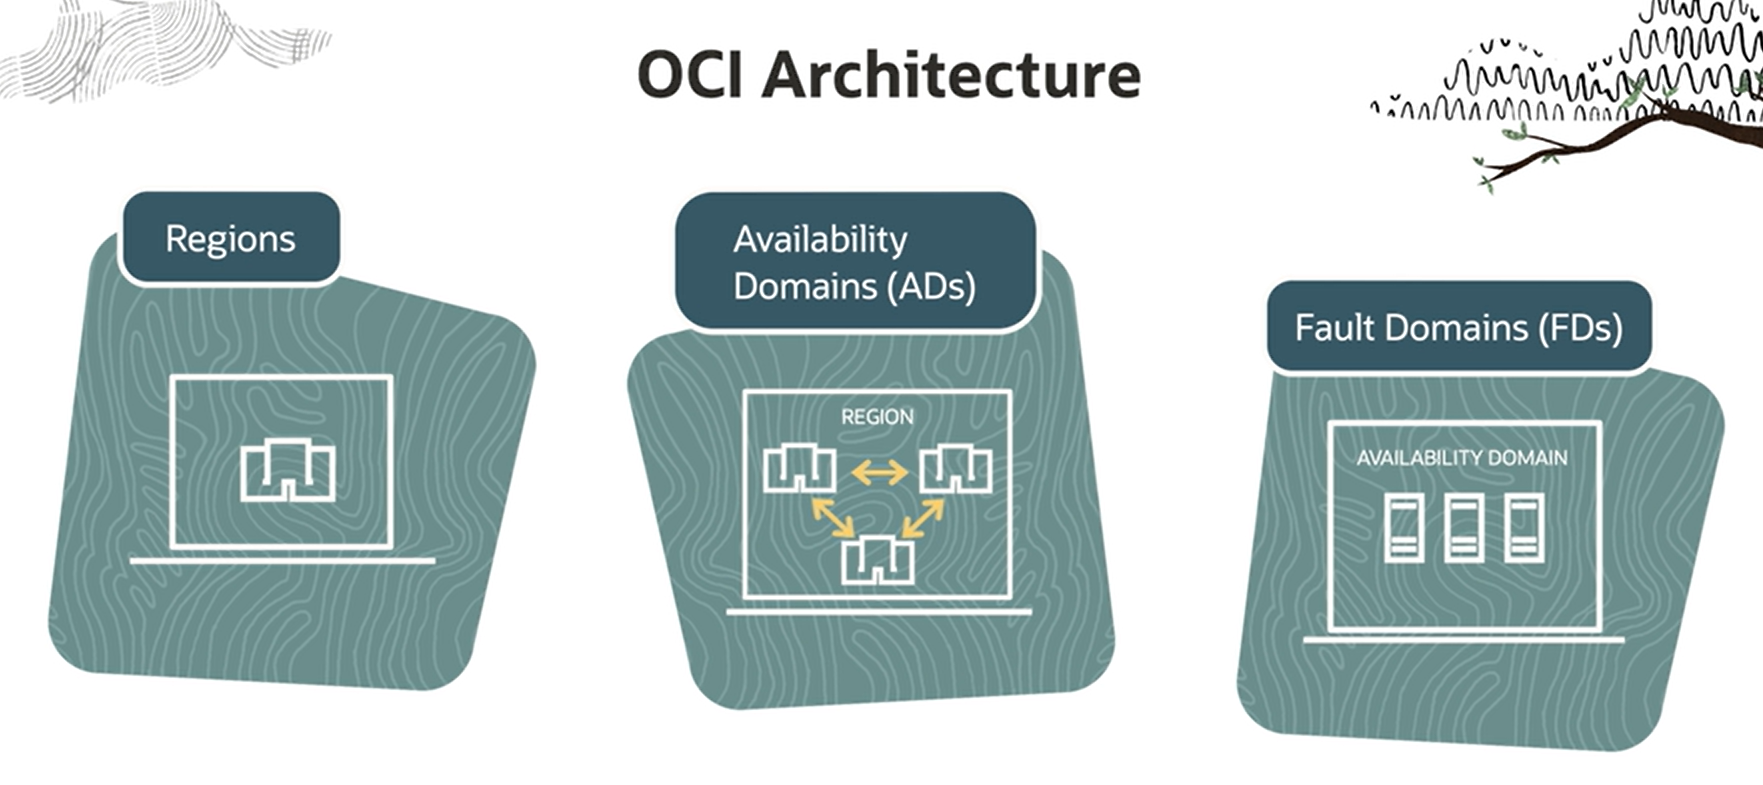 OCI Architecture
Regions
Availability
Domains (ADs)
REGION
Fault Domains (FDs)
AVAILABILITY DOMAIN